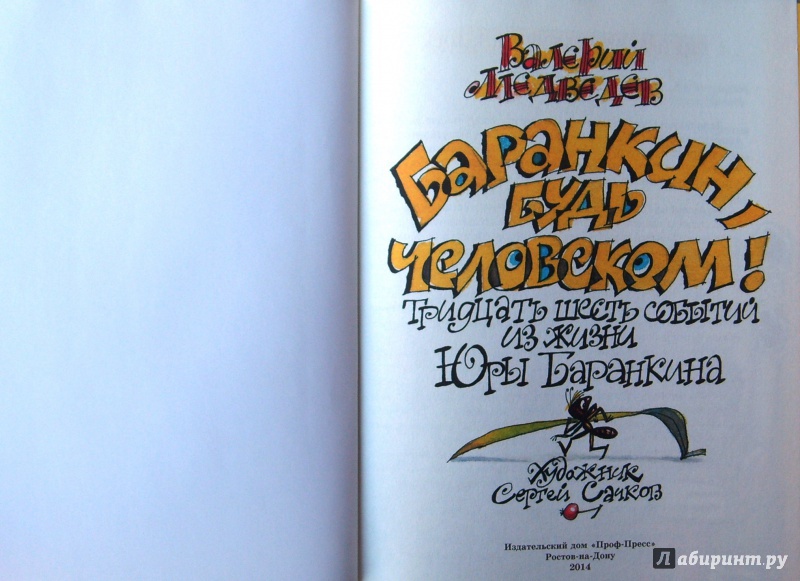 Валерий
Медведев
Баранкин,
будь
человеком!
Тридцать шесть событий
из жизни
Юры Баранкина
Художник
Сергей Сачков
Издательский дом «Проф-Пресс»
Ростов-на-Дону
2014
Лабиринт.ру